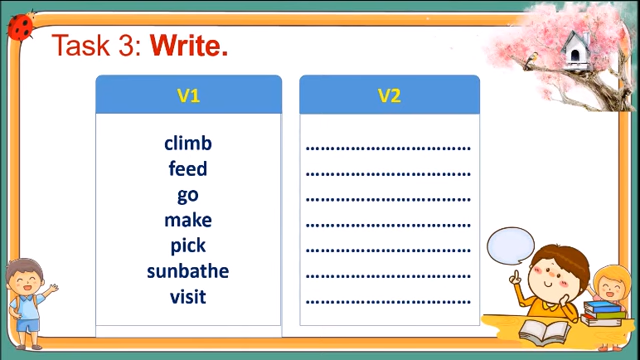 Task 3: Write.
V1 V2
climb ……………………………
feed ……………………………
go ……………………………
make ……………………………
pick ……………………………
sunbathe ……………………………
visit ……………………………